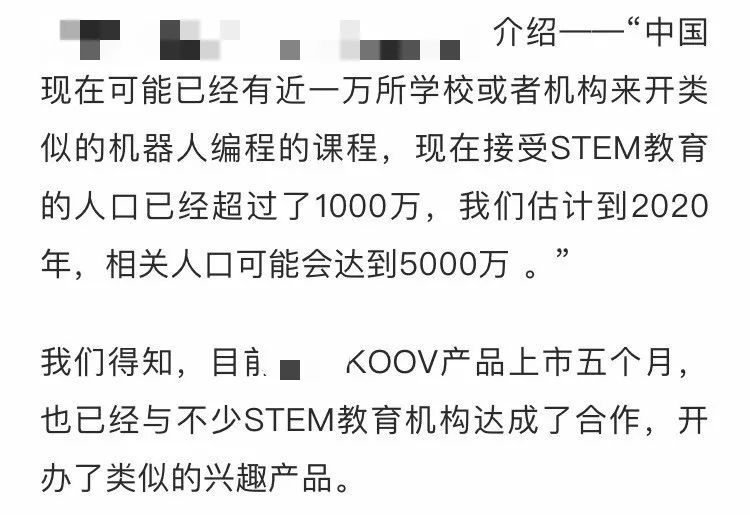 介绍——“中国
现在可能已经有近一万所学校或者机构来开类
似的机器人编程的课程，现在接受STEM教育
的人口已经超过了1000万，我们估计到2020
年，相关人口可能会达到5000万 。”
我们得知，目前 KOOV产品上市五个月，
也已经与不少STEM教育机构达成了合作，开
办了类似的兴趣产品。